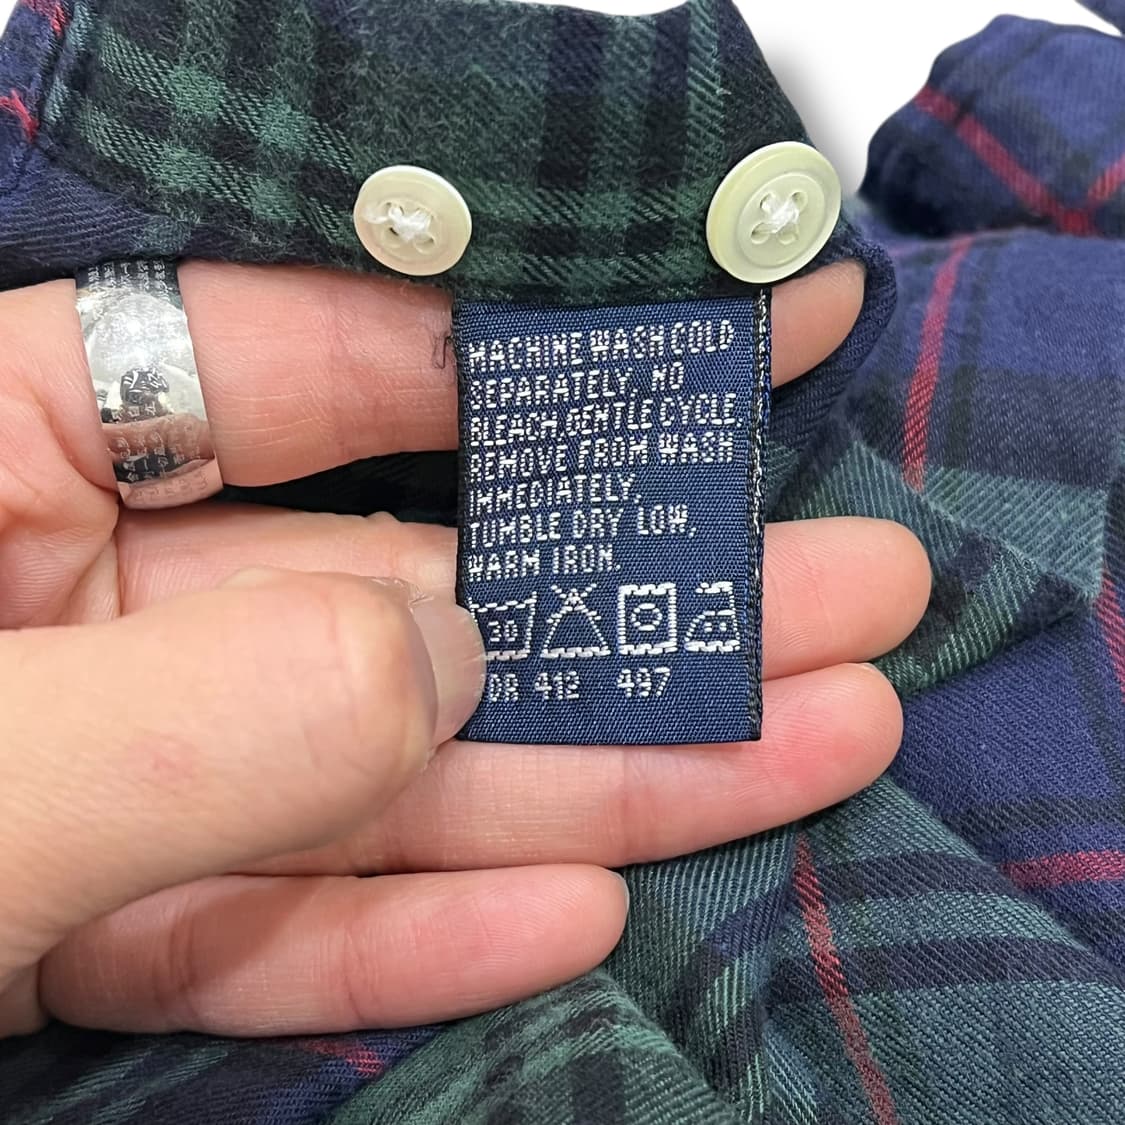 MACHINE WASH COLD
SEPARATELY, NO
BLEACH, GENTLE CYCLE,
REMOVE FROM WASH
IMMEDIATELY,
TUMBLE DRY LOW,
WARM IRON.
30
DR 412 497